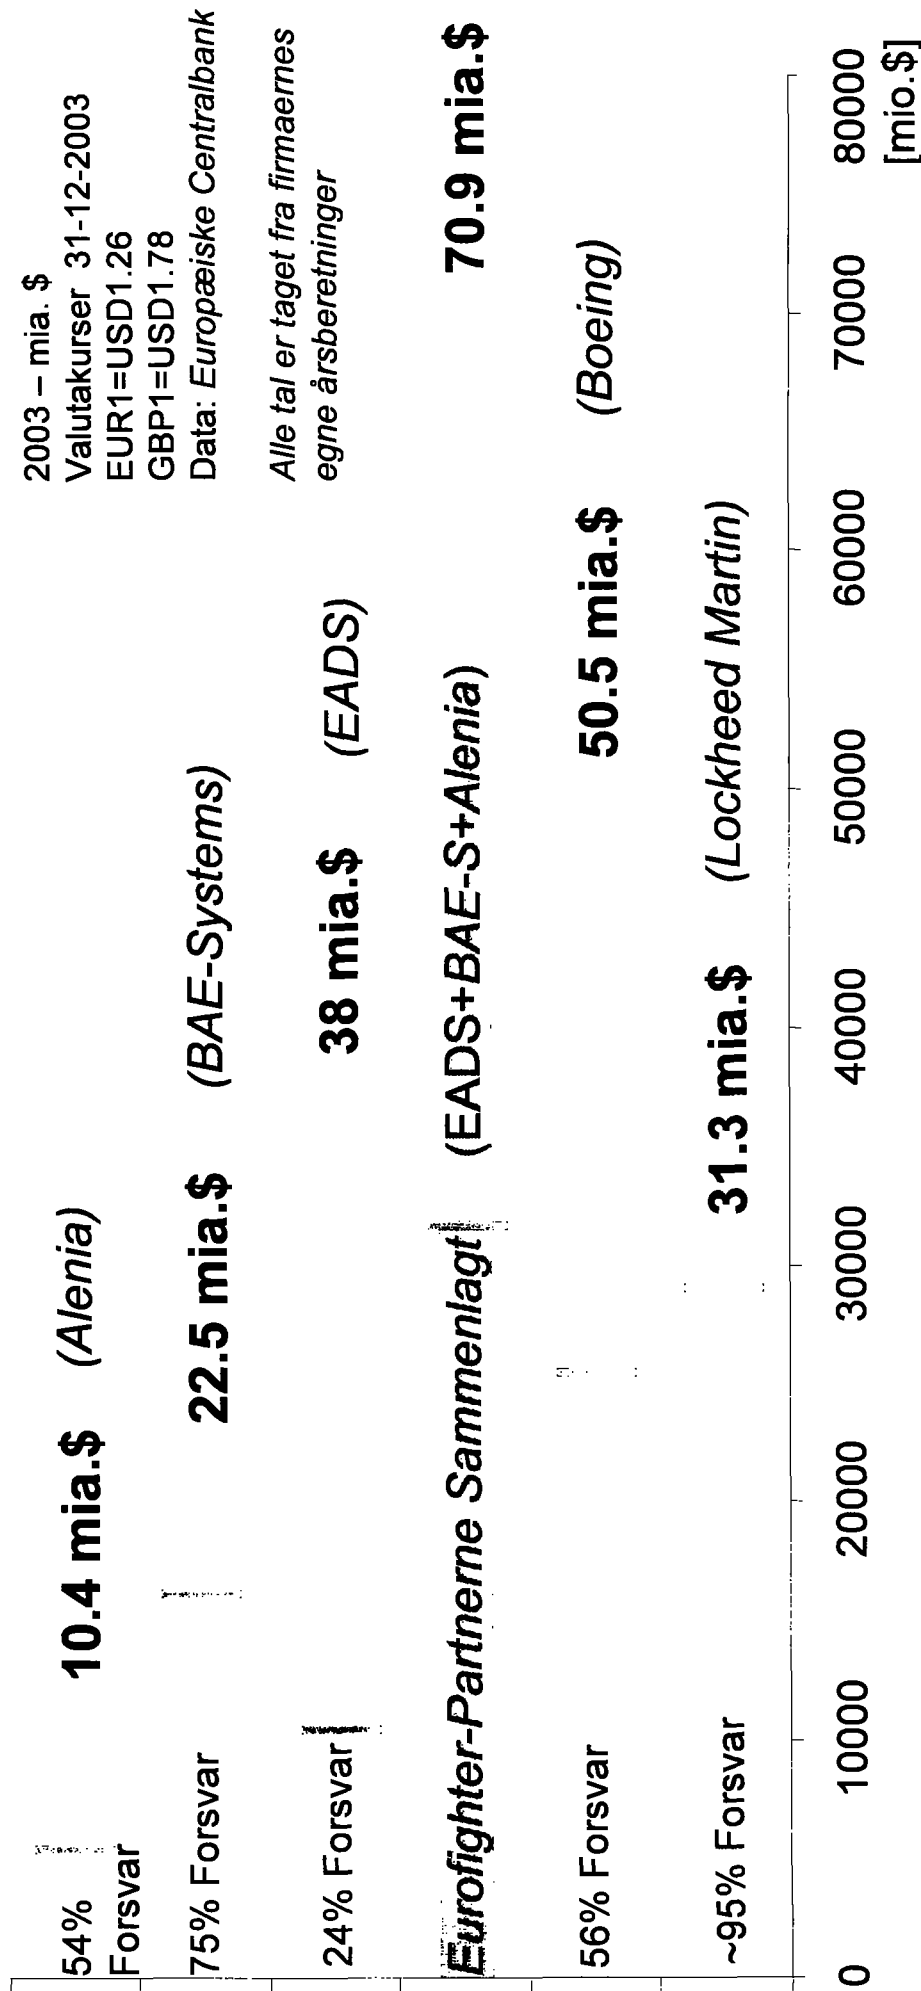 2003 – mia. $
Valutakurser 31-12-2003
EUR1=USD1.26
GBP1=USD1.78
Data: Europæiske Centralbank
Alle tal er taget fra firmaernes
egne årsberetninger
54%
Forsvar
10.4 mia.$ (Alenia)
75% Forsvar
22.5 mia.$ (BAE-Systems)
24% Forsvar
38 mia.$ (EADS)
Eurofighter-Partnerne Sammenlagt (EADS+BAE-S+Alenia) 70.9 mia.$
56% Forsvar
50.5 mia.$ (Boeing)
~95% Forsvar
31.3 mia.$ (Lockheed Martin)
0 10000 20000 30000 40000 50000 60000 70000 80000
[mio.$]